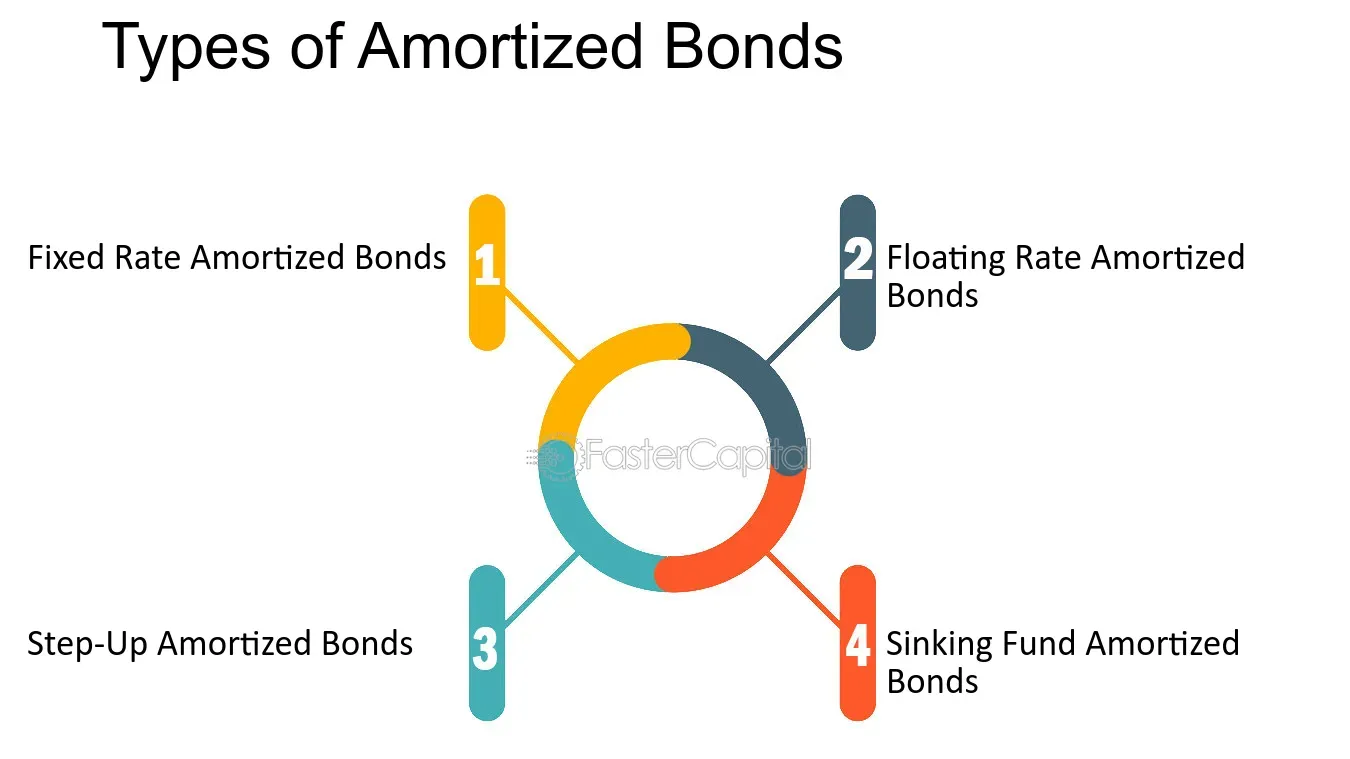 Types of Amortized Bonds
1
Fixed Rate Amortized Bonds
2
Floating Rate Amortized
Bonds
FasterCapital
3
Step-Up Amortized Bonds
4
Sinking Fund Amortized
Bonds